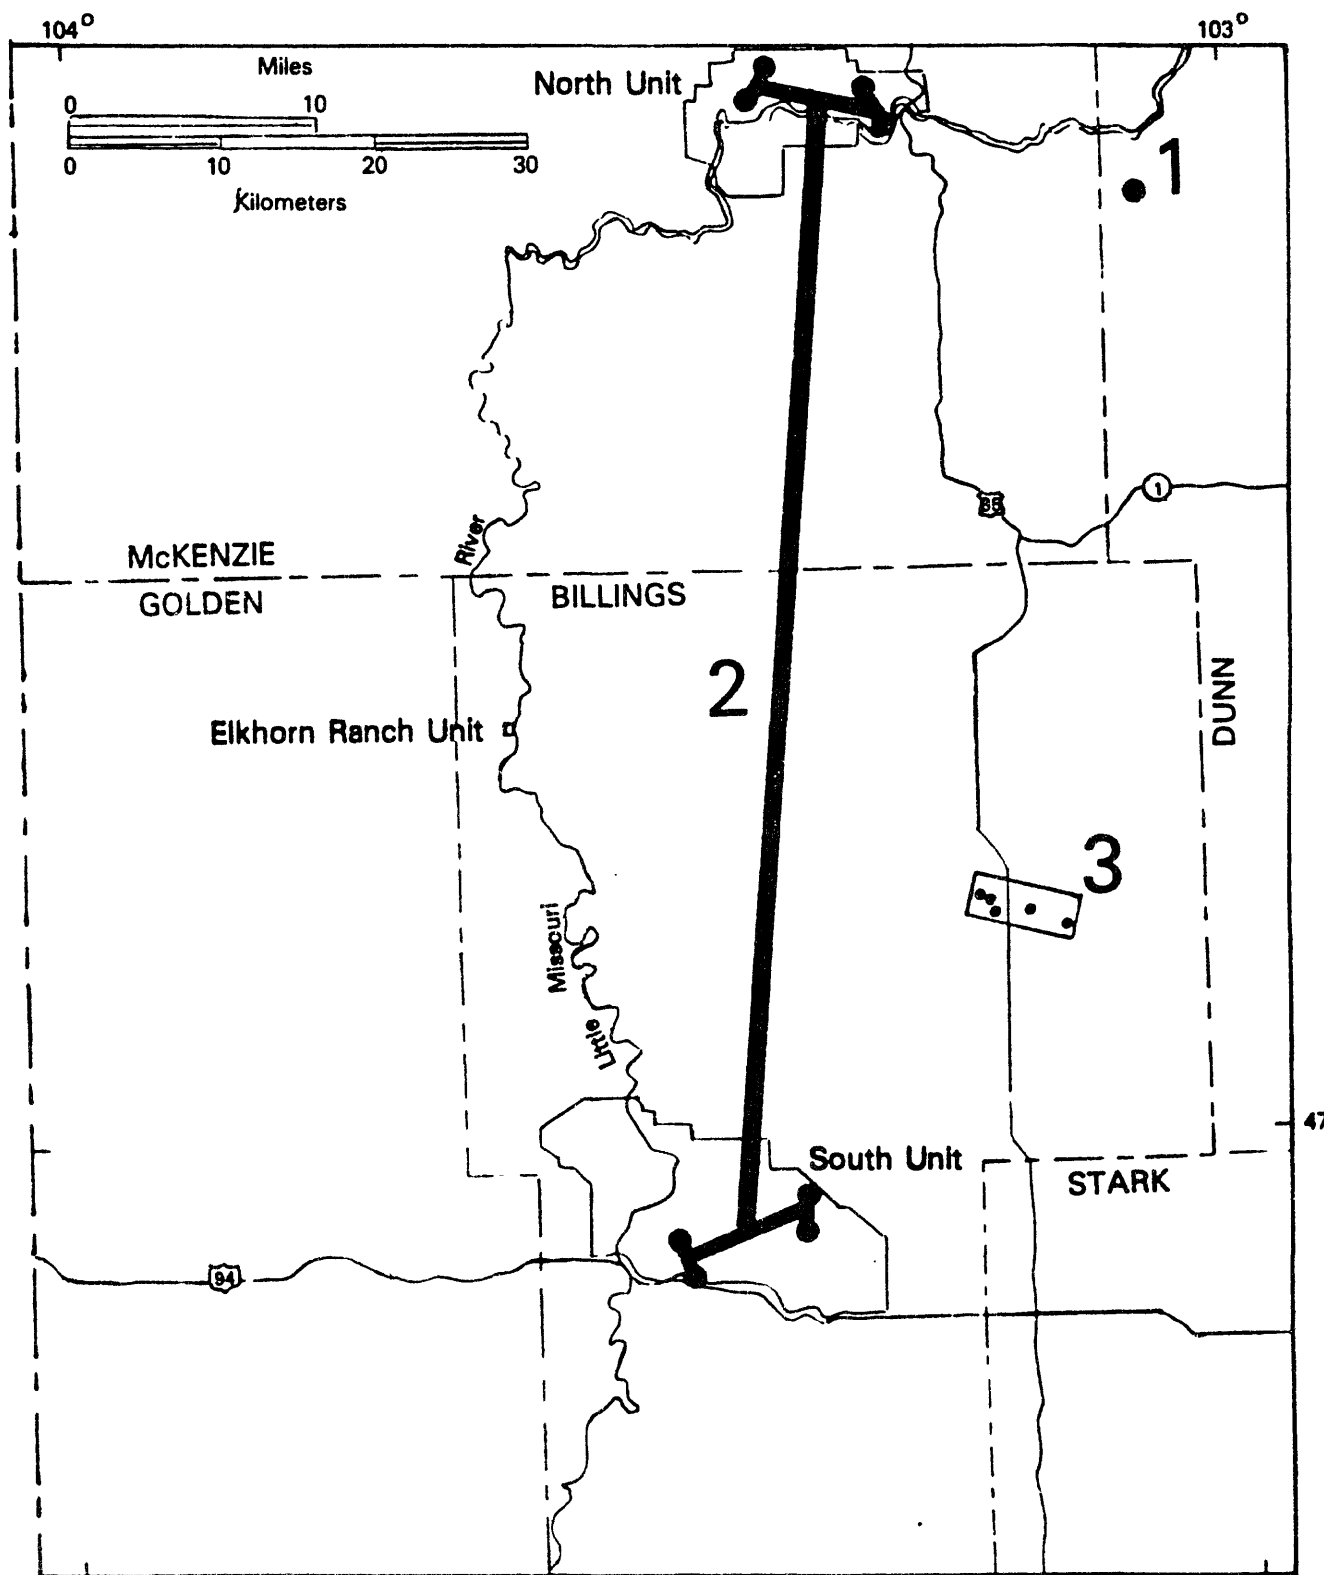 104° 103°
Miles
North Unit
0 10
0 10 20 30
Kilometers
1
85
1
River
McKENZIE
GOLDEN
BILLINGS
2
DUNN
Elkhorn Ranch Unit
3
Missouri
Little
47
South Unit
STARK
94